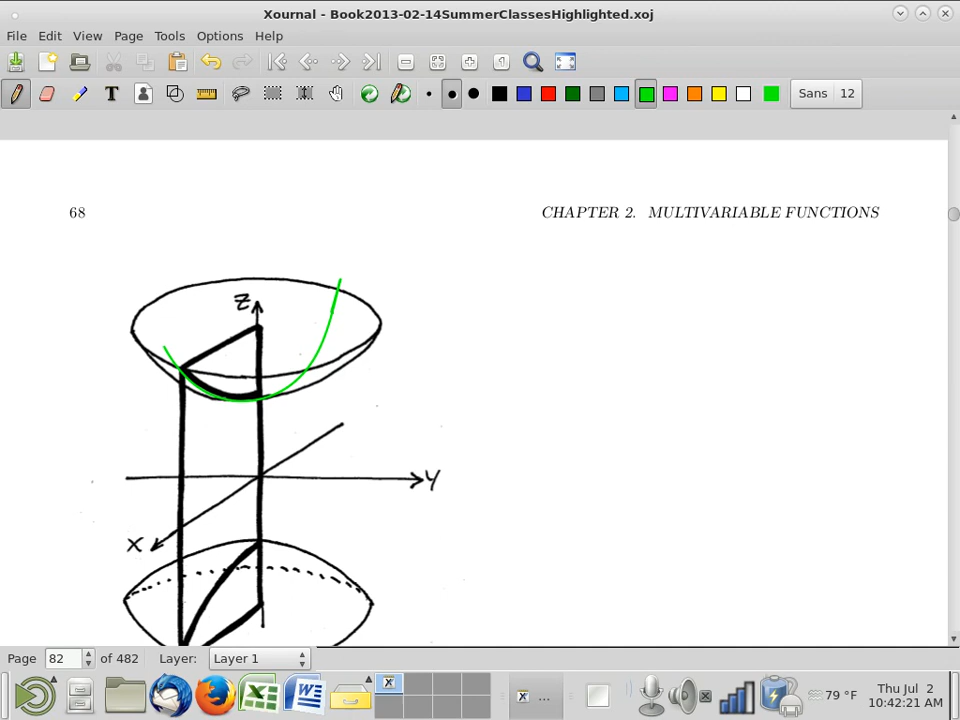 Xournal - Book2013-02-14SummerClassesHighlighted.xoj
File Edit View Page Tools Options Help
T Sans 12
68 CHAPTER 2. MULTIVARIABLE FUNCTIONS
Z
Y
X
Page 82 of 482 Layer: Layer 1
X ...
79 °F
Thu Jul 2
10:42:21 AM